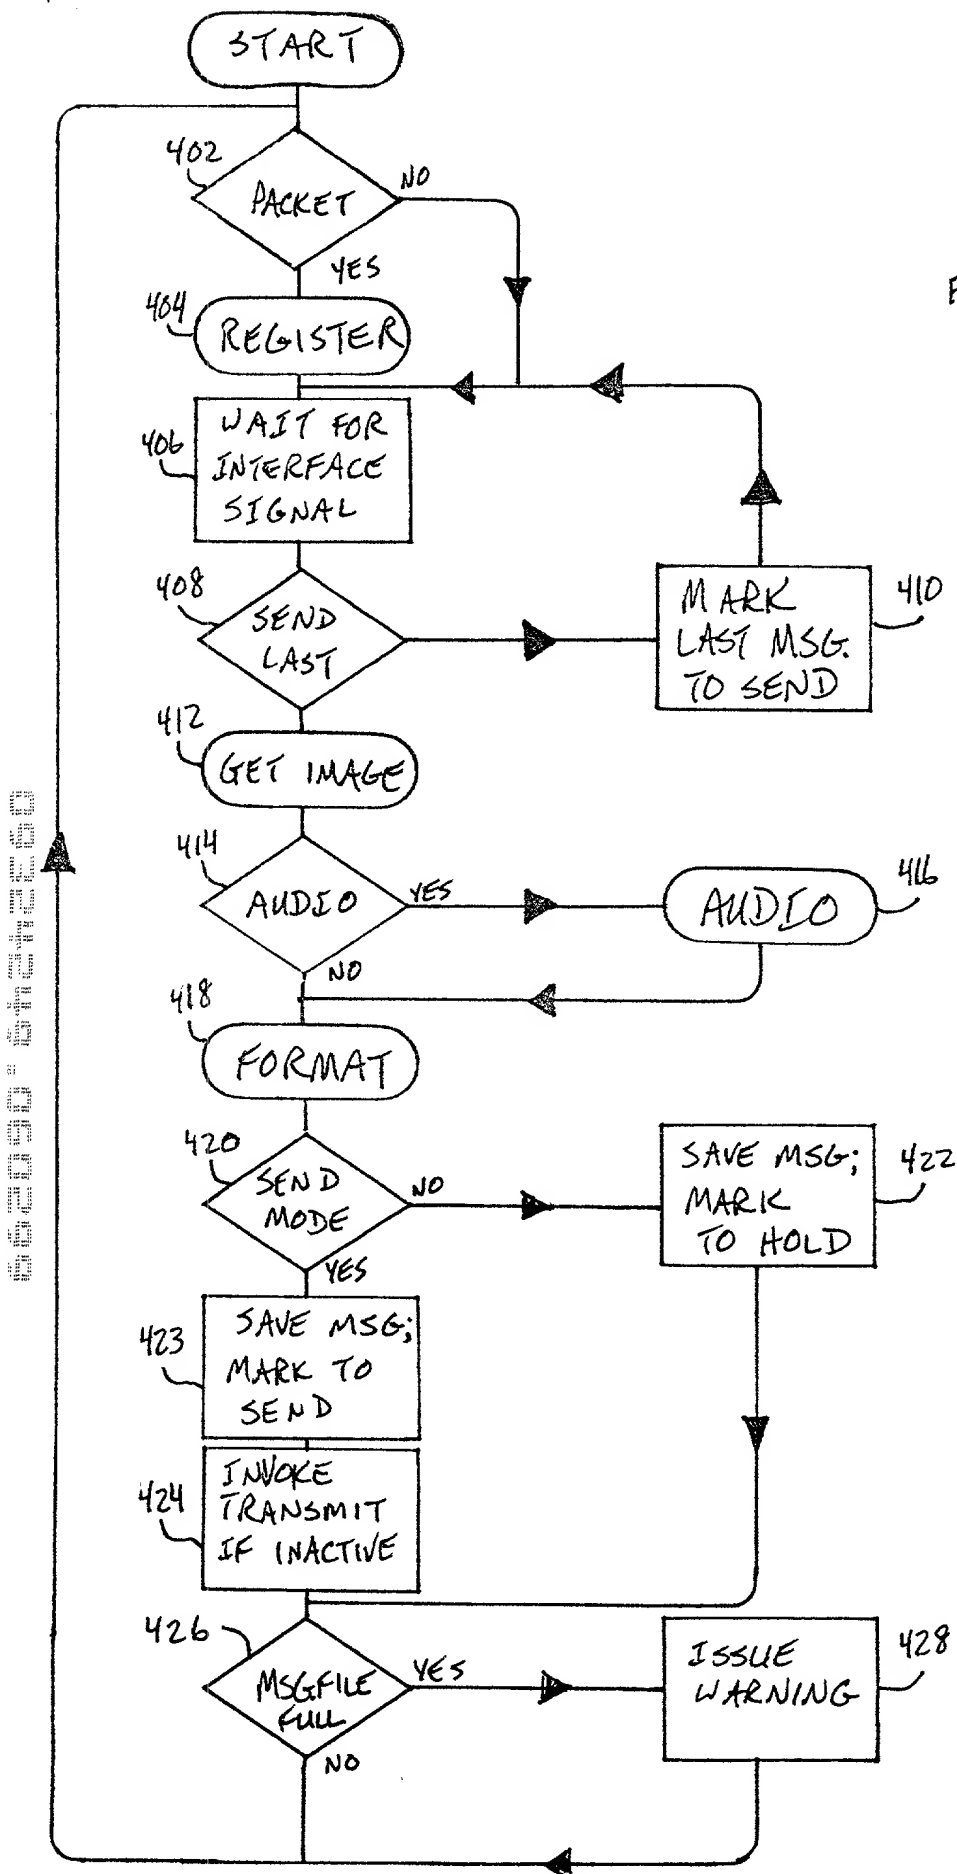 START
402
PACKET
NO
YES
404
REGISTER
406
WAIT FOR
INTERFACE
SIGNAL
408
SEND
LAST
MARK
LAST MSG.
TO SEND
410
412
GET IMAGE
414
AUDIO
YES
AUDIO
416
NO
418
FORMAT
420
SEND
MODE
NO
SAVE MSG;
MARK
TO HOLD
422
YES
423
SAVE MSG;
MARK TO
SEND
424
INVOKE
TRANSMIT
IF INACTIVE
426
MSGFILE
FULL
YES
ISSUE
WARNING
428
NO